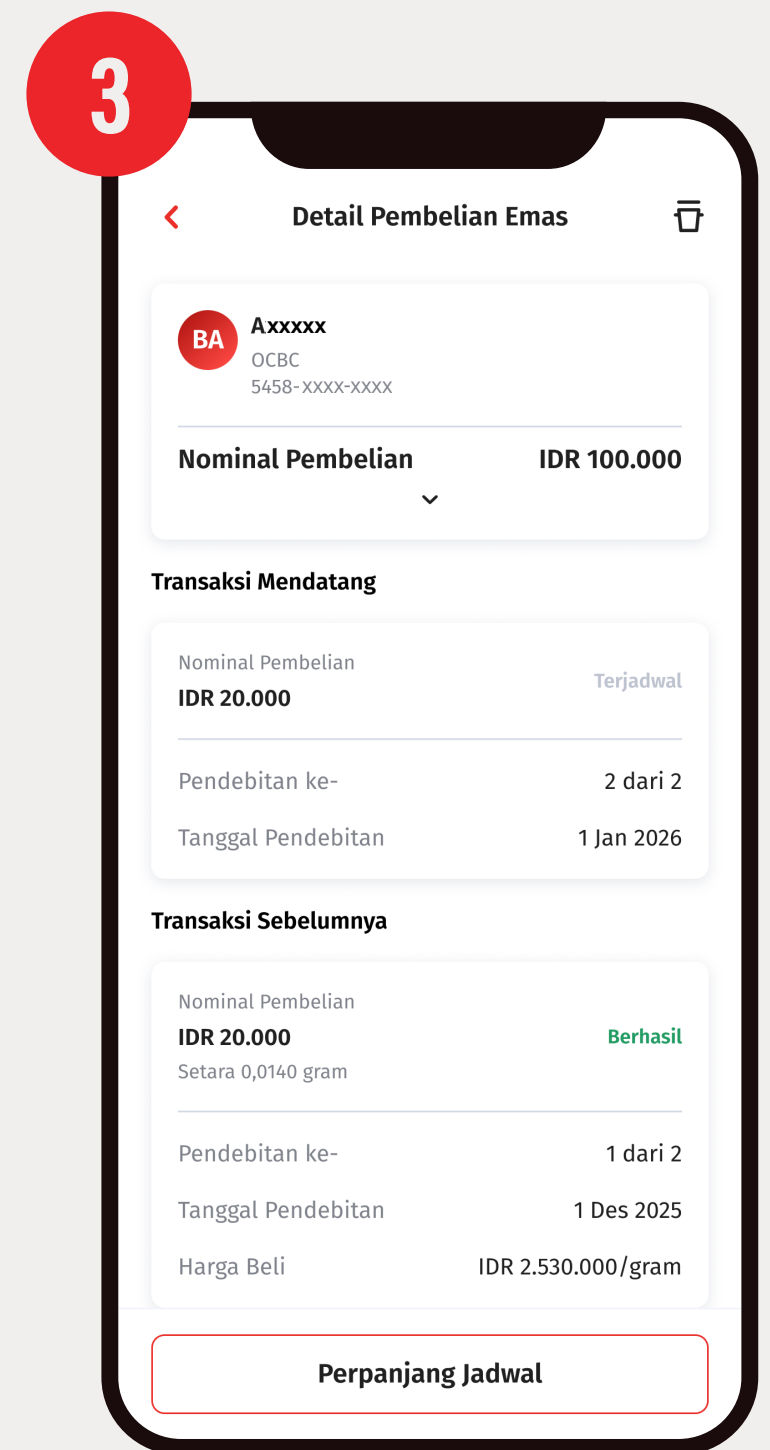 3
Detail Pembelian Emas
BA
Axxxxx
OCBC
5458-xxxx-xxxx
Nominal Pembelian IDR 100.000
Transaksi Mendatang
Nominal Pembelian
IDR 20.000
Terjadwal
Pendebitan ke- 2 dari 2
Tanggal Pendebitan 1 Jan 2026
Transaksi Sebelumnya
Nominal Pembelian
IDR 20.000 Berhasil
Setara 0,0140 gram
Pendebitan ke- 1 dari 2
Tanggal Pendebitan 1 Des 2025
Harga Beli IDR 2.530.000/gram
Perpanjang Jadwal